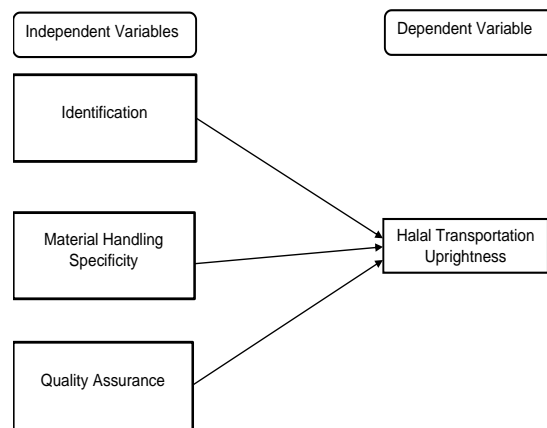 Independent Variables
Dependent Variable
Identification
Material Handling
Specificity
Halal Transportation
Uprightness
Quality Assurance